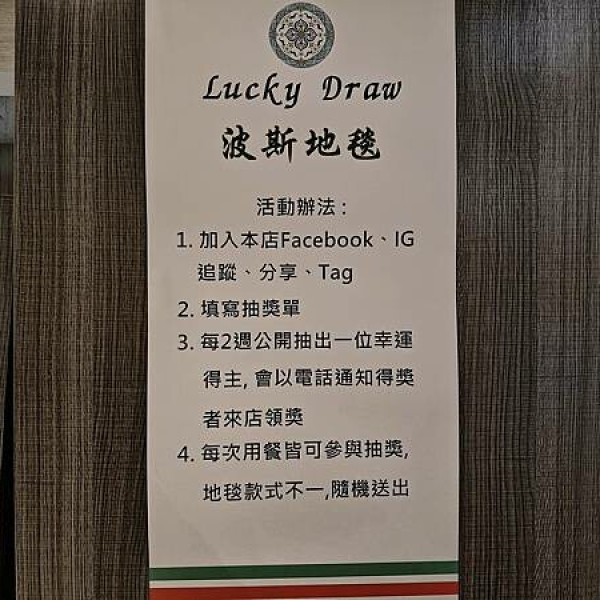 Lucky Draw
波斯地毯
活動辦法 :
1. 加入本店Facebook、IG
追蹤、分享、Tag
2. 填寫抽獎單
3. 每2週公開抽出一位幸運
得主, 會以電話通知得獎
者來店領獎
4. 每次用餐皆可參與抽獎,
地毯款式不一,隨機送出